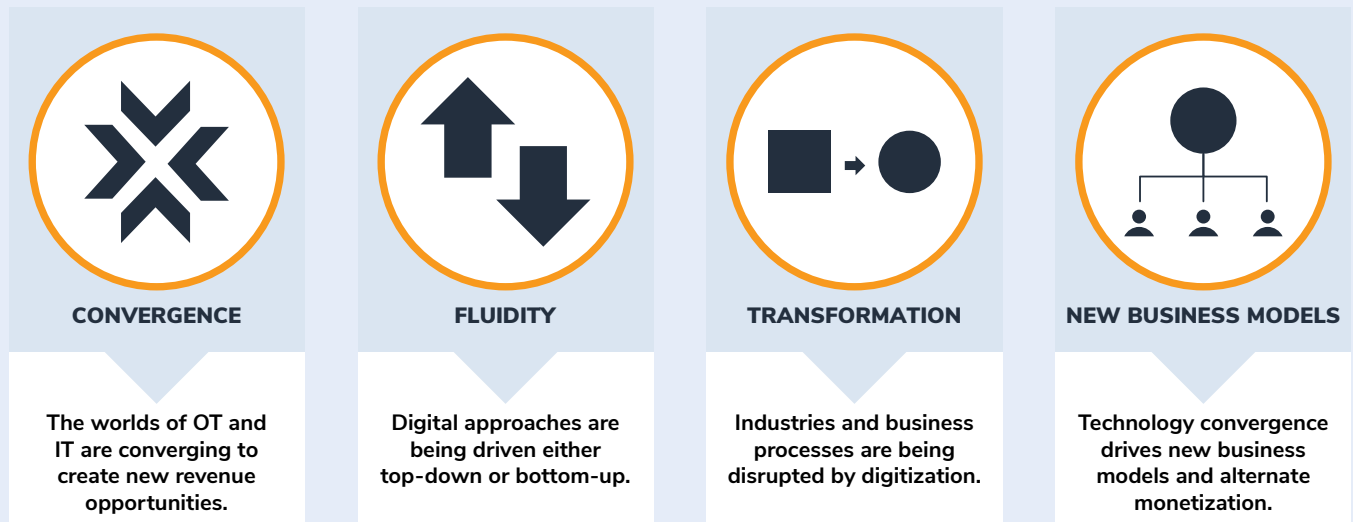 CONVERGENCE
The worlds of OT and
IT are converging to
create new revenue
opportunities.
FLUIDITY
Digital approaches are
being driven either
top-down or bottom-up.
TRANSFORMATION
Industries and business
processes are being
disrupted by digitization.
NEW BUSINESS MODELS
Technology convergence
drives new business
models and alternate
monetization.